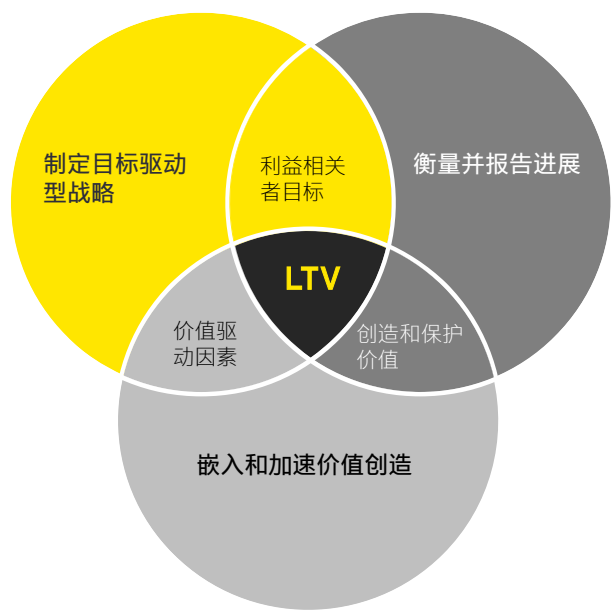 制定目标驱动
型战略
利益相关
者目标
衡量并报告进展
LTV
价值驱
动因素
创造和保护
价值
嵌入和加速价值创造